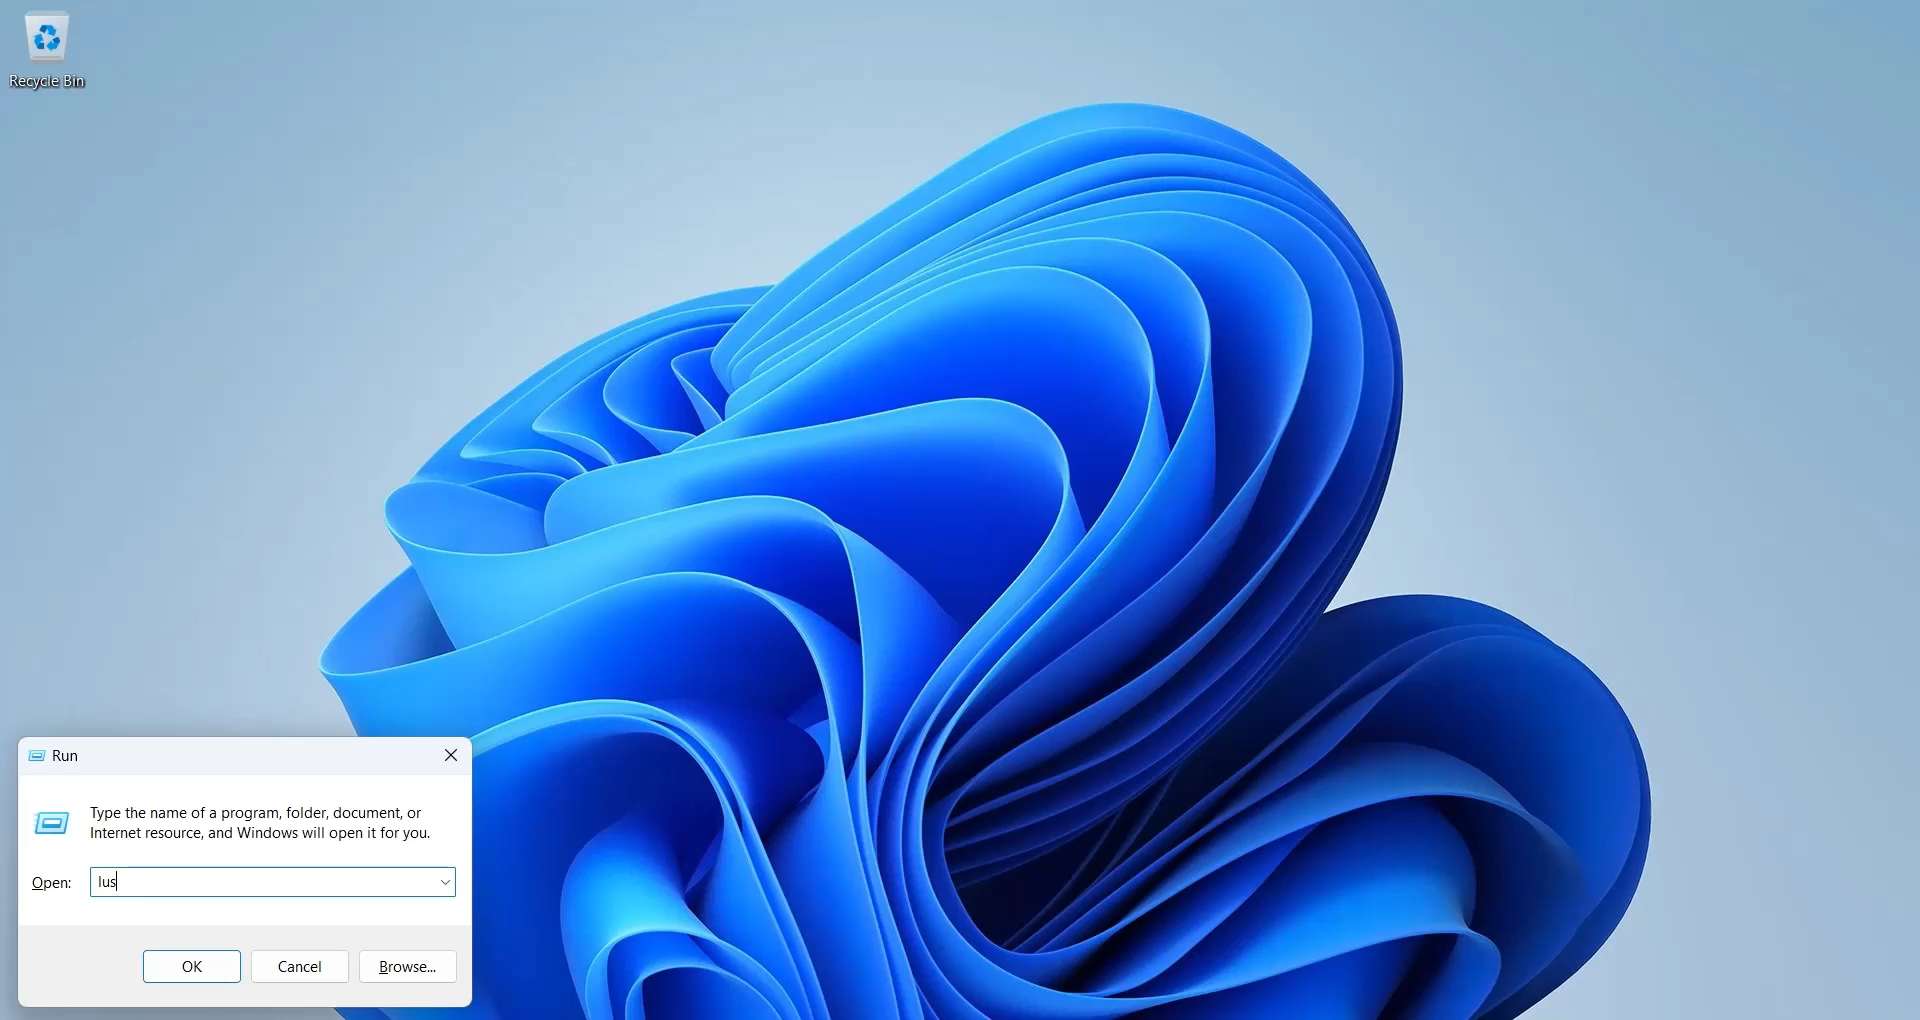 Recycle Bin
Run
Type the name of a program, folder, document, or
Internet resource, and Windows will open it for you.
Open:
lus
OK
Cancel
Browse...